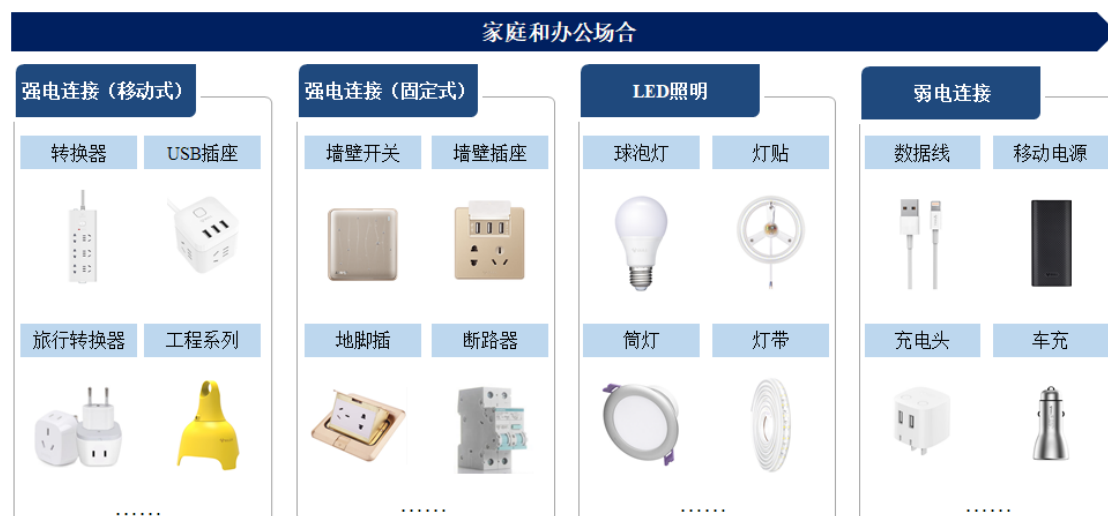 家庭和办公场合
强电连接（移动式）
转换器
USB插座
旅行转换器
工程系列
......
强电连接（固定式）
墙壁开关
墙壁插座
地脚插
断路器
......
LED照明
球泡灯
灯贴
筒灯
灯带
......
弱电连接
数据线
移动电源
充电头
车充
......